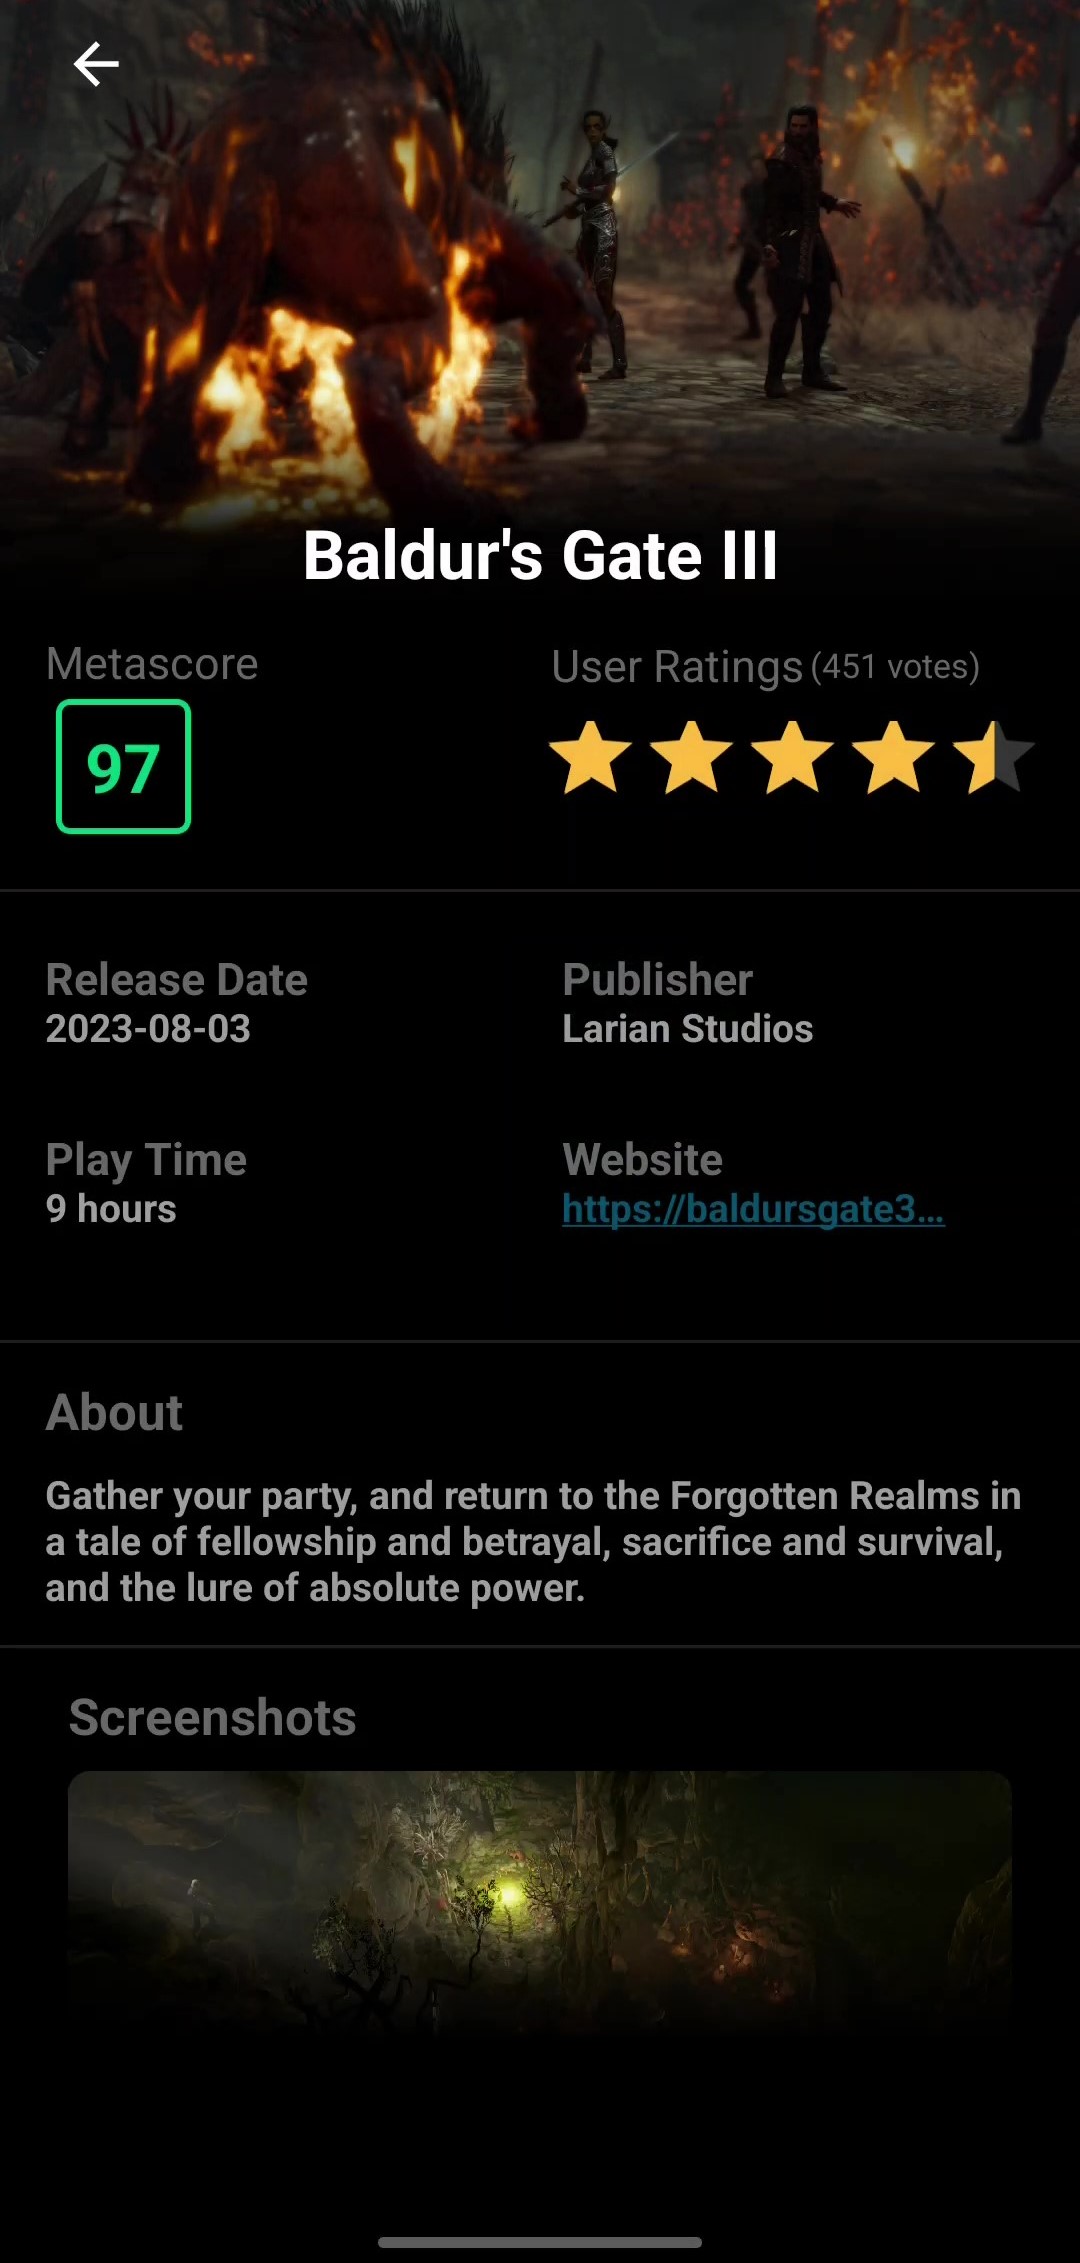 Baldur's Gate III
Metascore
97
User Ratings (451 votes)
Release Date
2023-08-03
Publisher
Larian Studios
Play Time
9 hours
Website
https://baldursgate3...
About
Gather your party, and return to the Forgotten Realms in
a tale of fellowship and betrayal, sacrifice and survival,
and the lure of absolute power.
Screenshots